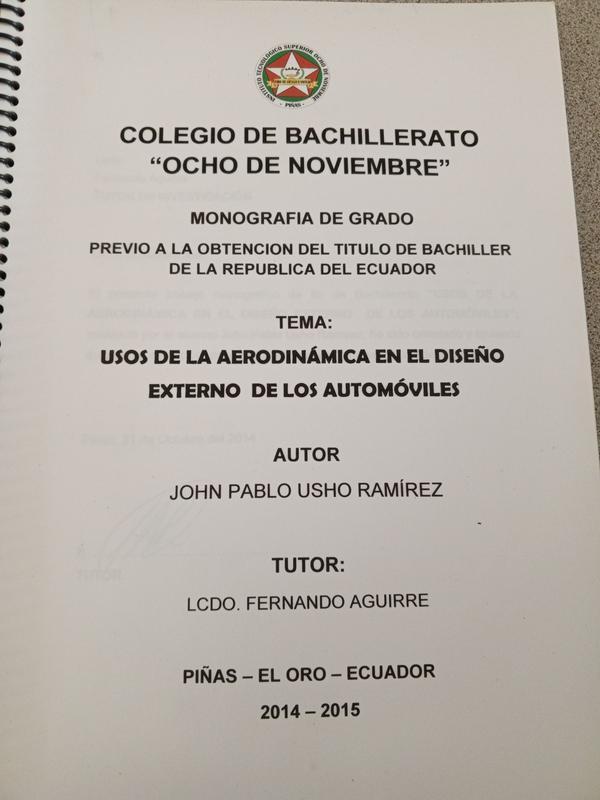 INSTITUTO TECNOLÓGICO SUPERIOR OCHO DE NOVIEMBRE
- PIÑAS -
COLEGIO DE BACHILLERATO
“OCHO DE NOVIEMBRE”
MONOGRAFIA DE GRADO
PREVIO A LA OBTENCION DEL TITULO DE BACHILLER
DE LA REPUBLICA DEL ECUADOR
TEMA:
USOS DE LA AERODINÁMICA EN EL DISEÑO
EXTERNO DE LOS AUTOMÓVILES
AUTOR
JOHN PABLO USHO RAMÍREZ
TUTOR:
LCDO. FERNANDO AGUIRRE
PIÑAS – EL ORO – ECUADOR
2014 – 2015